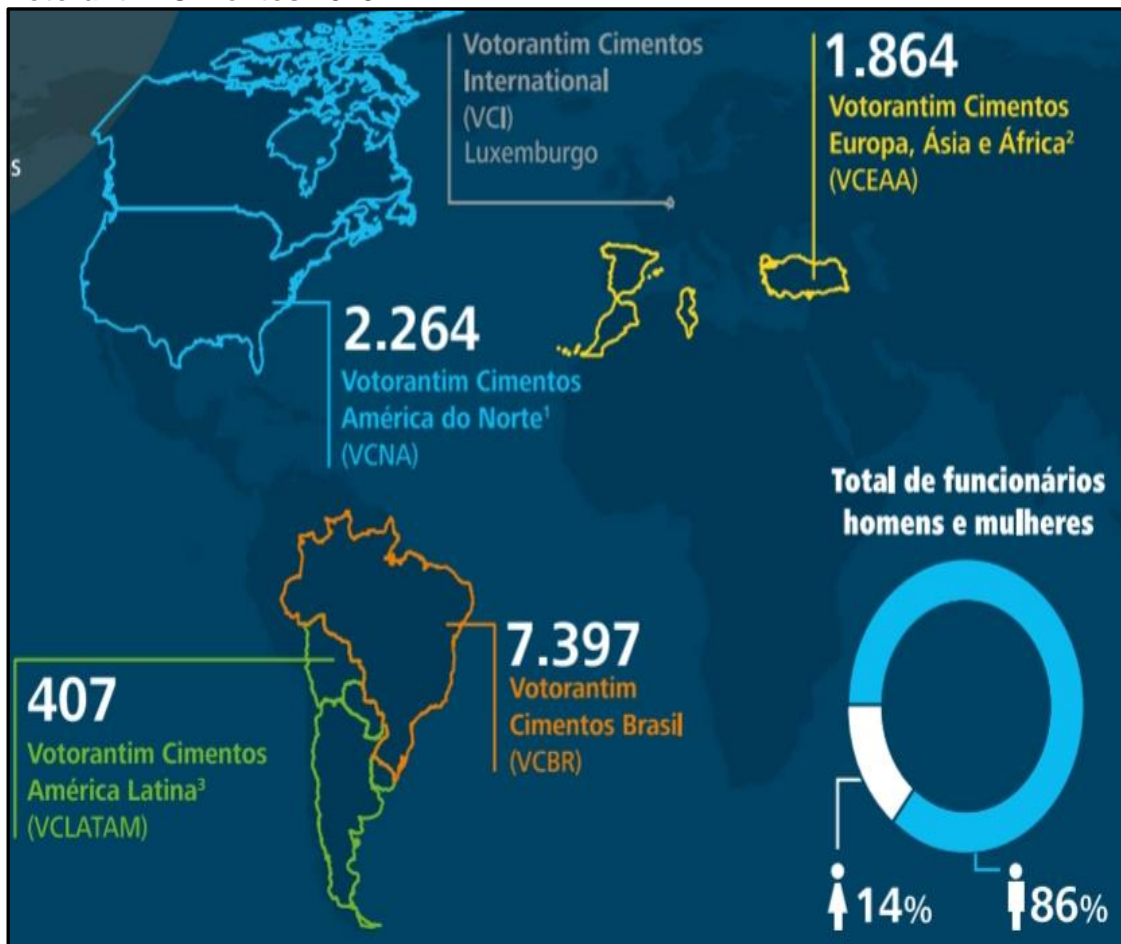 Votorantim Cimentos
International
(VCI)
Luxemburgo
1.864
Votorantim Cimentos
Europa, Ásia e África²
(VCEAA)
s
2.264
Votorantim Cimentos
América do Norte¹
(VCNA)
Total de funcionários
homens e mulheres
7.397
Votorantim
Cimentos Brasil
(VCBR)
407
Votorantim Cimentos
América Latina³
(VCLATAM)
14%
86%